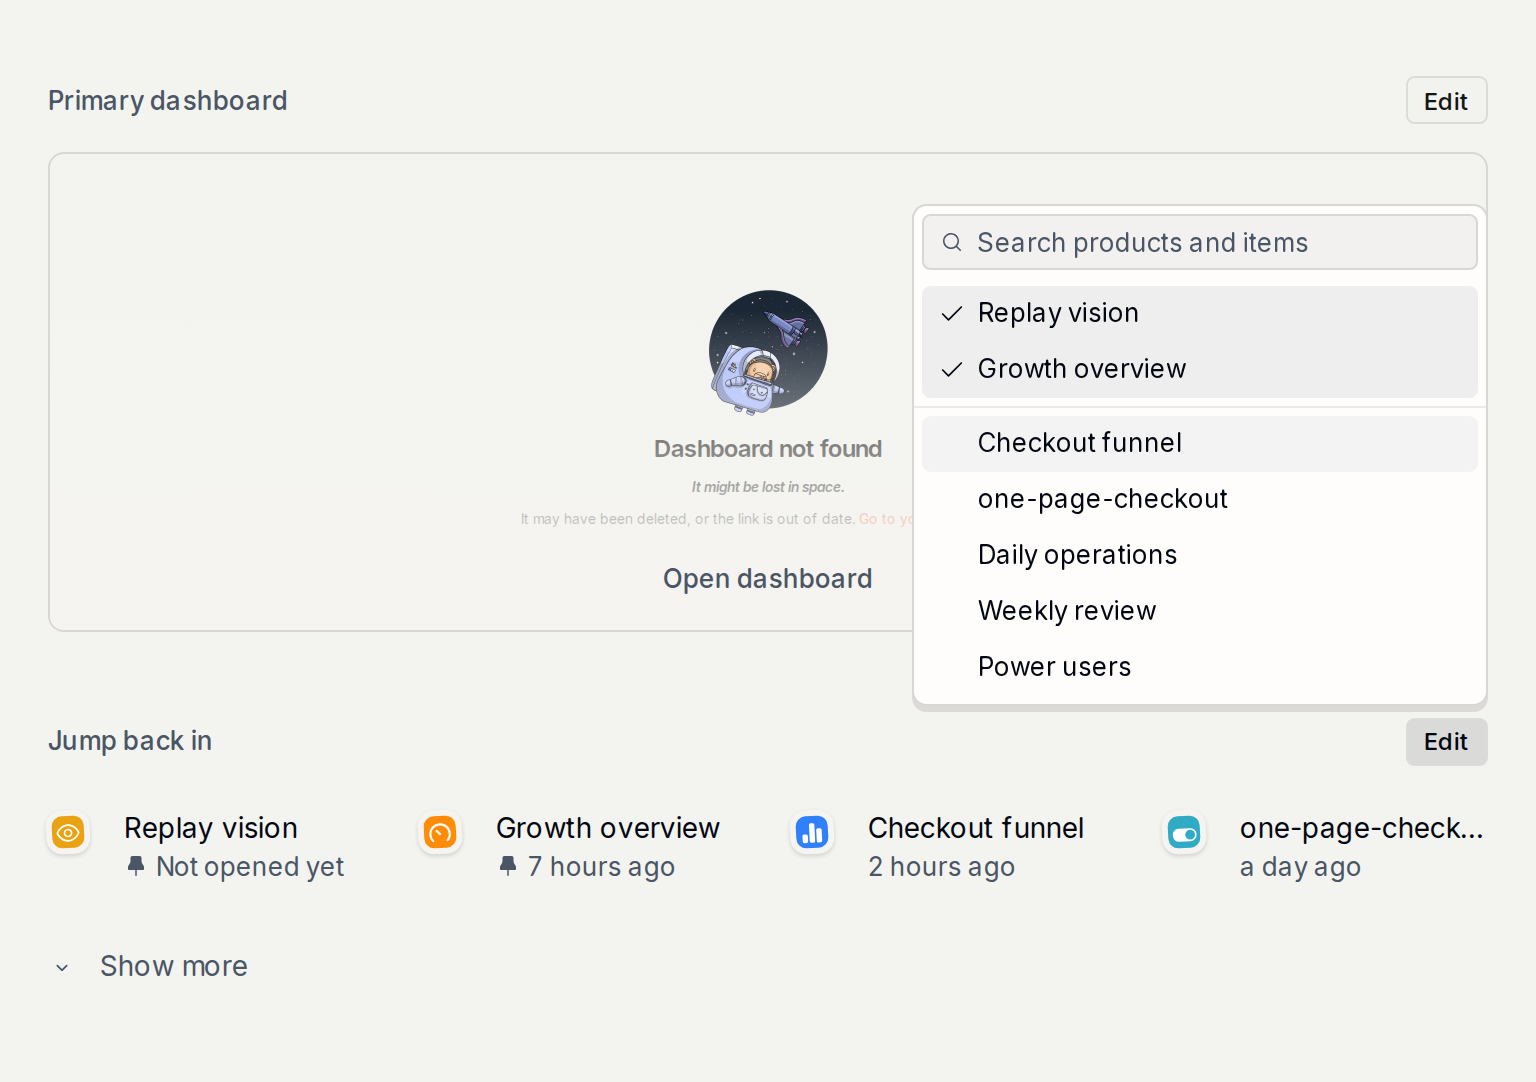 Primary dashboard
Edit
Search products and items
Replay vision
Growth overview
Checkout funnel
one-page-checkout
Daily operations
Weekly review
Power users
Dashboard not found
It might be lost in space.
It may have been deleted, or the link is out of date. Go to
Open dashboard
Jump back in
Edit
Replay vision
Not opened yet
Growth overview
7 hours ago
Checkout funnel
2 hours ago
one-page-check...
a day ago
Show more